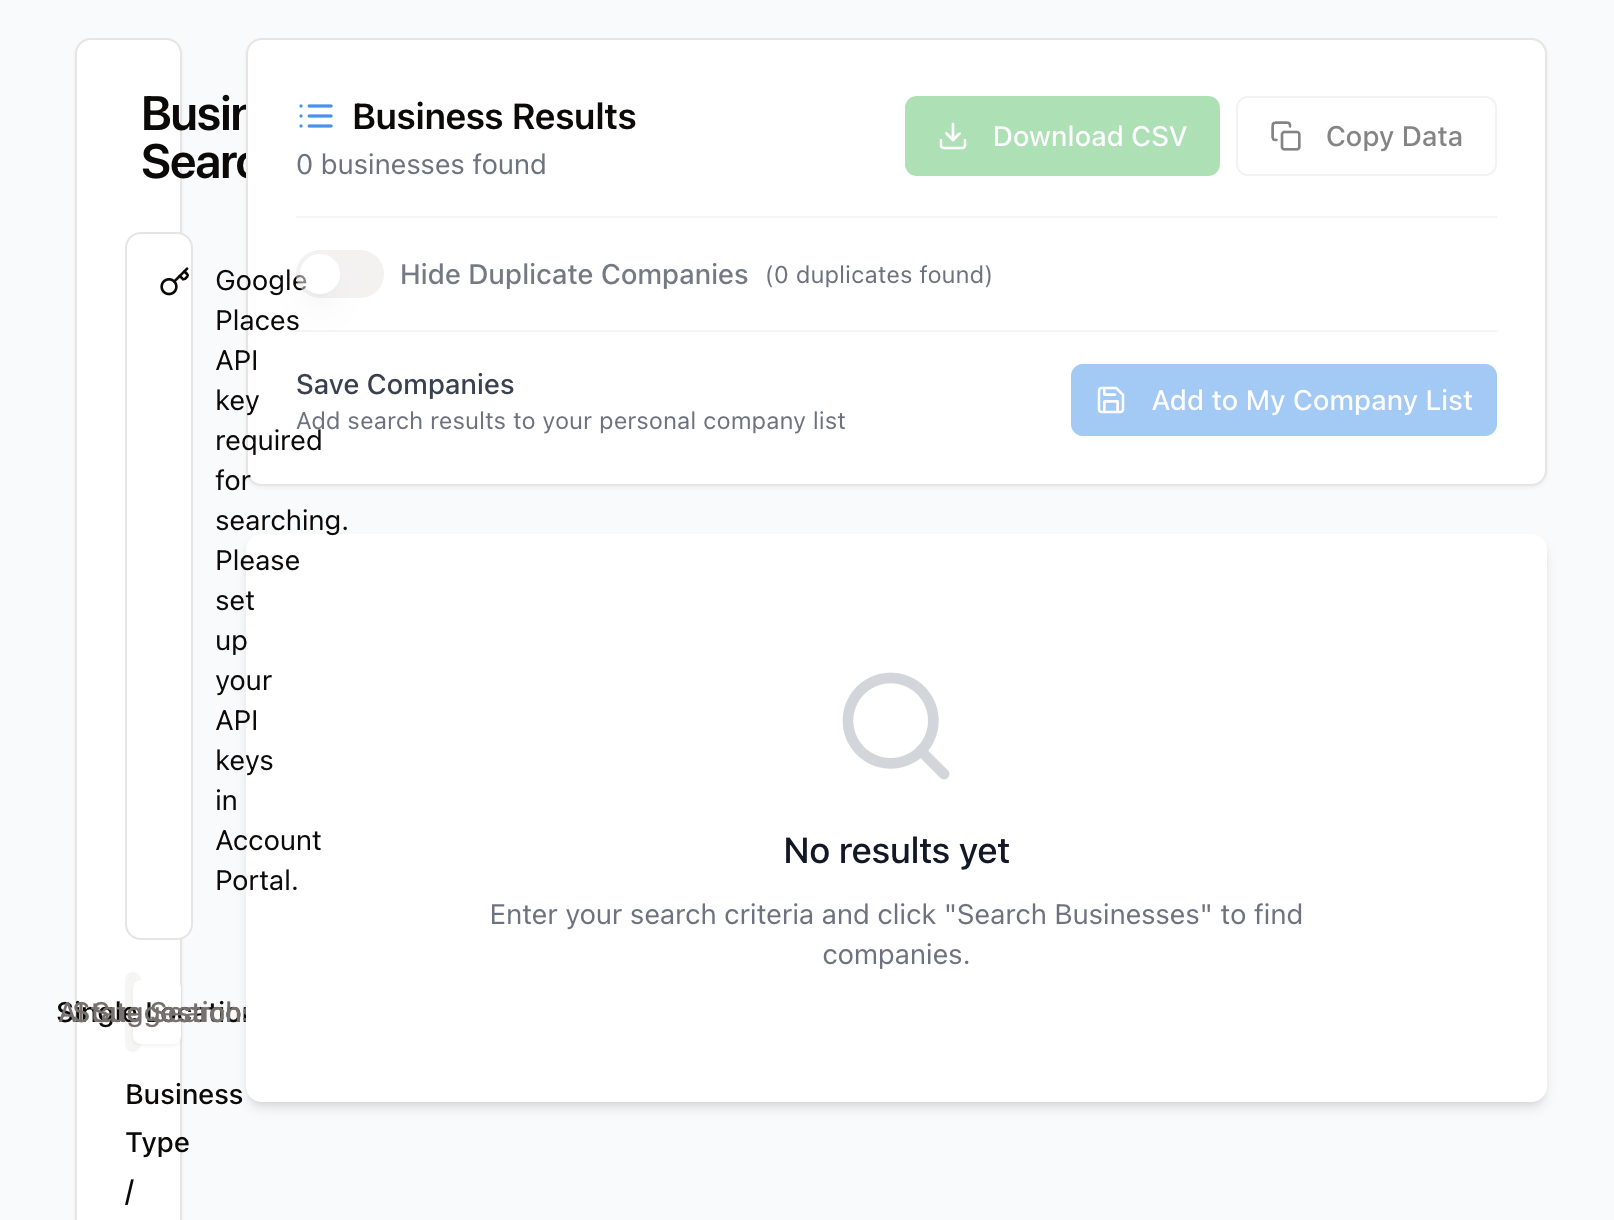 Business Results
0 businesses found
Download CSV
Copy Data
Hide Duplicate Companies (0 duplicates found)
Save Companies
Add search results to your personal company list
Add to My Company List
Google
Places
API
key
required
for
searching.
Please
set
up
your
API
keys
in
Account
Portal.
Business
Type
/
No results yet
Enter your search criteria and click "Search Businesses" to find
companies.